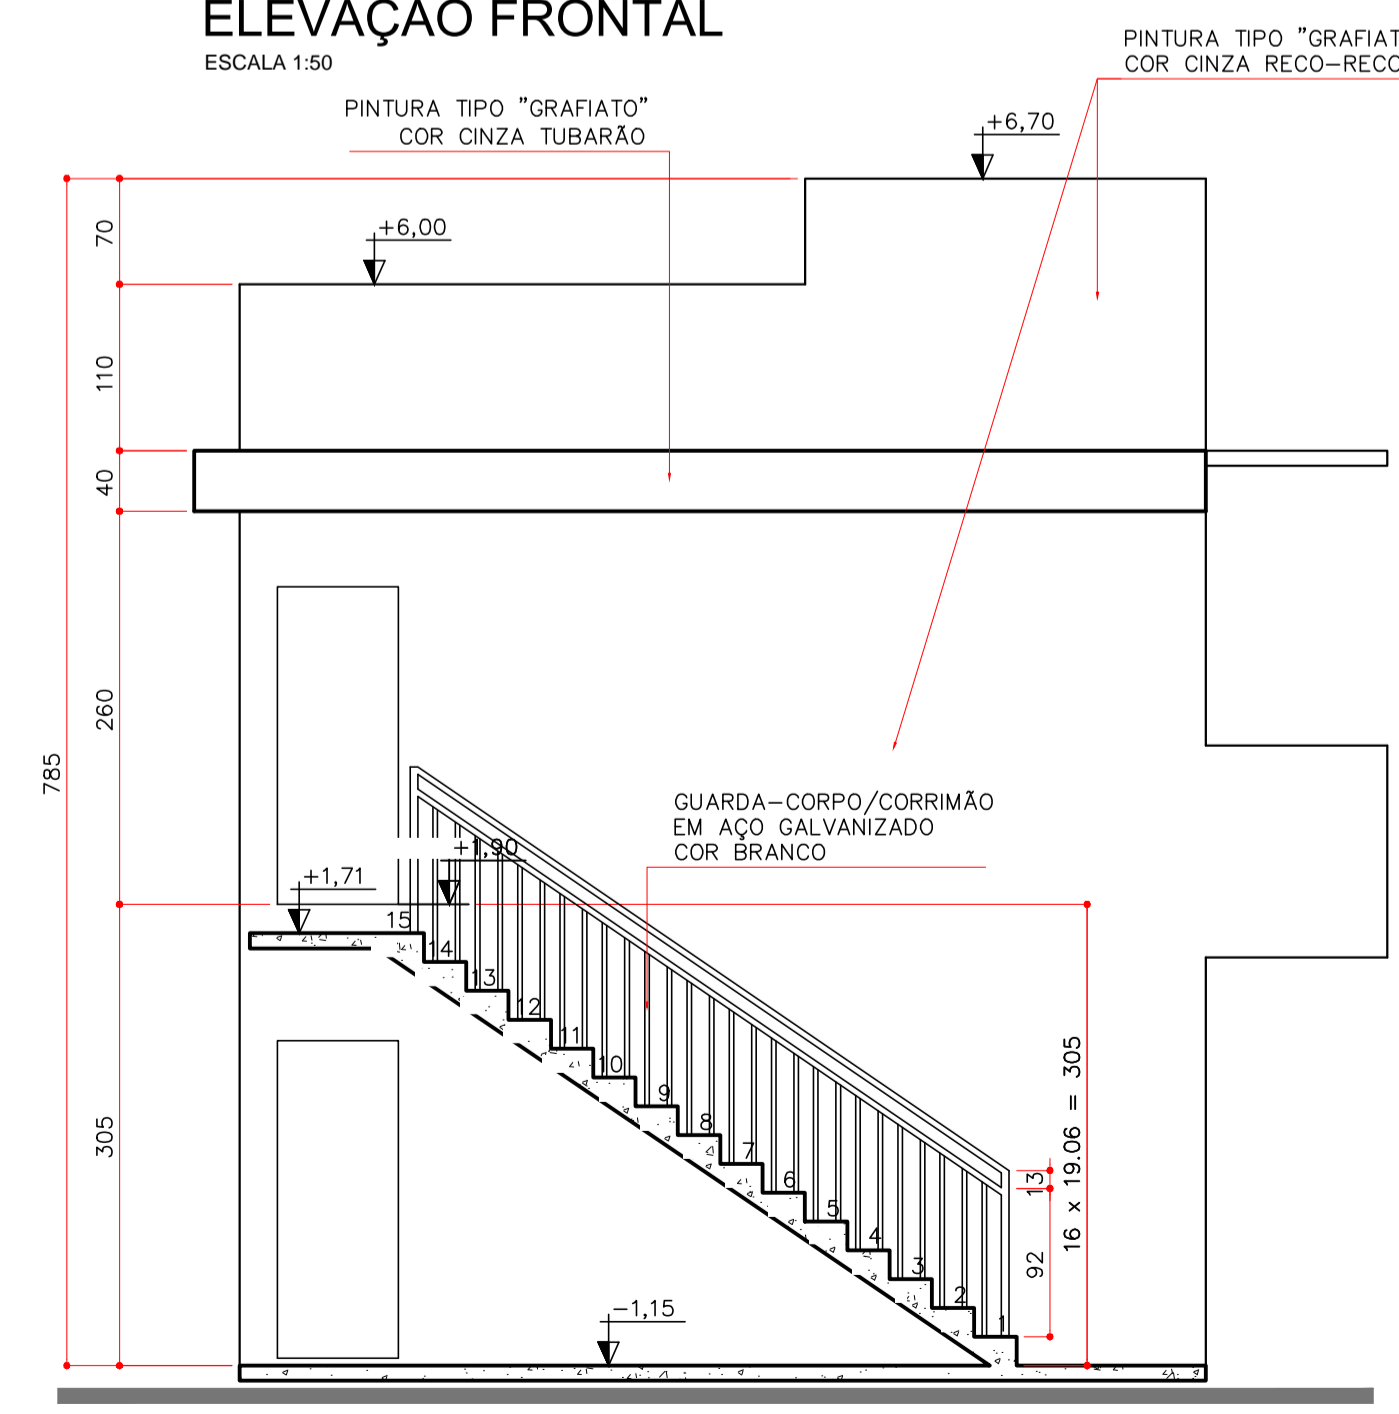 ELEVAÇÃO FRONTAL
ESCALA 1:50
PINTURA TIPO "GRAFIAT
COR CINZA RECO-RECO
PINTURA TIPO "GRAFIATO"
COR CINZA TUBARÃO
+6,70
+6,00
70
110
40
260
785
305
GUARDA-CORPO/CORRIMÃO
EM AÇO GALVANIZADO
COR BRANCO
+1,90
+1,71
15
14
13
12
11
10
9
8
7
6
5
4
3
2
1
13
92
16 x 19.06 = 305
-1,15